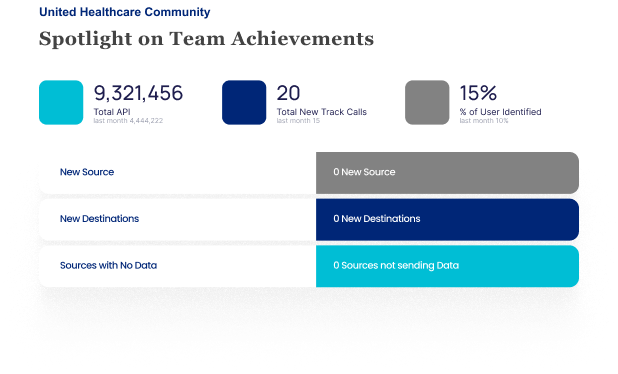 United Healthcare Community
Spotlight on Team Achievements
9,321,456
Total API
last month 4,444,222
20
Total New Track Calls
last month 15
15%
% of User Identified
last month 10%
New Source
0 New Source
New Destinations
0 New Destinations
Sources with No Data
0 Sources not sending Data